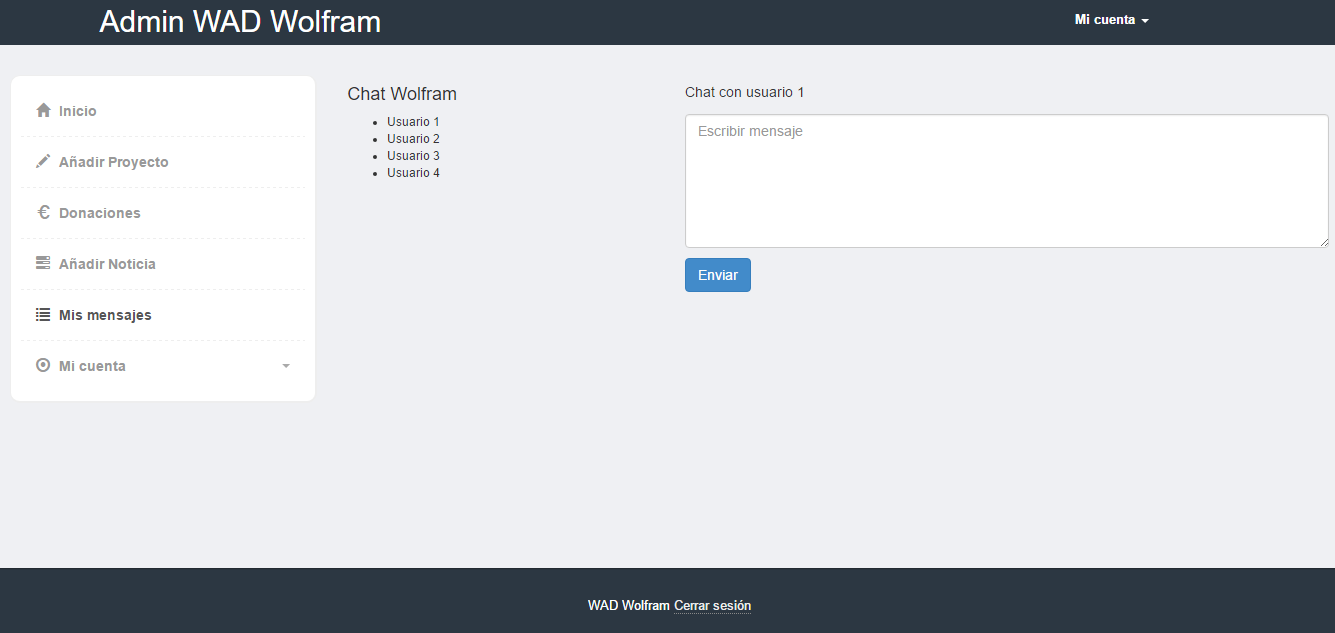 Admin WAD Wolfram
Mi cuenta
Inicio
Añadir Proyecto
€ Donaciones
Añadir Noticia
Mis mensajes
Mi cuenta
Chat Wolfram
Usuario 1
Usuario 2
Usuario 3
Usuario 4
Chat con usuario 1
Escribir mensaje
Enviar
WAD Wolfram Cerrar sesión